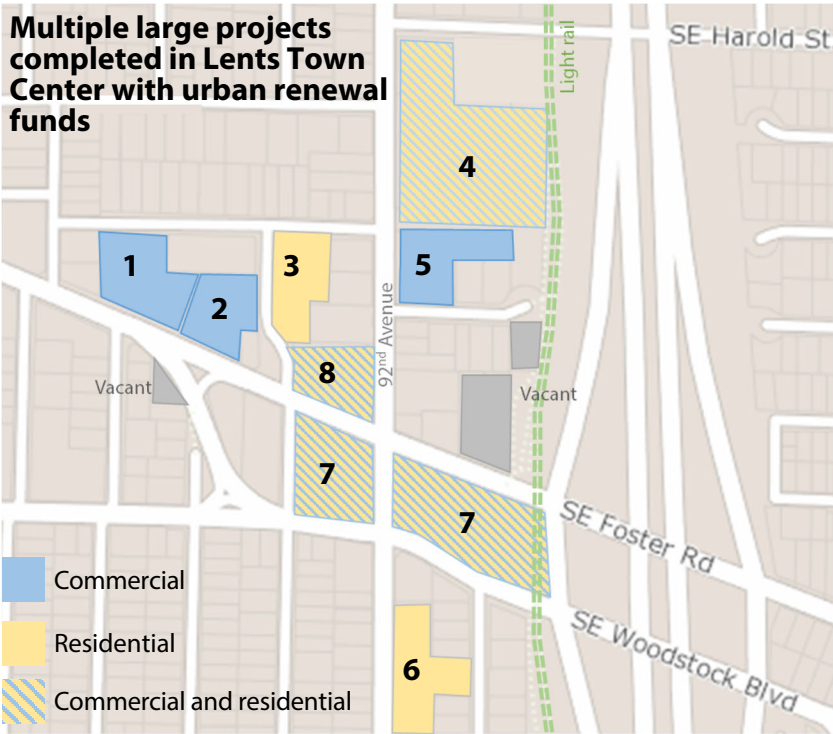 Multiple large projects
completed in Lents Town
Center with urban renewal
funds
SE Harold St
Light rail
4
1
2
3
5
92nd Avenue
8
Vacant
Vacant
7
7
SE Foster Rd
SE Woodstock Blvd
6
Commercial
Residential
Commercial and residential